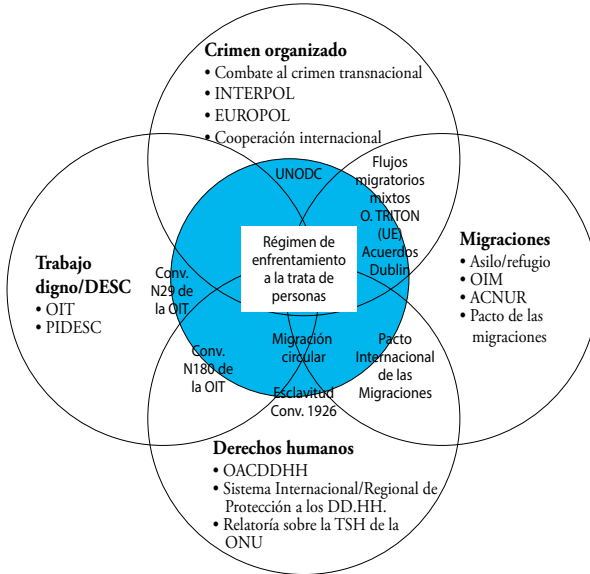 Crimen organizado
• Combate al crimen transnacional
• INTERPOL
• EUROPOL
• Cooperación internacional
UNODC
Flujos
migratorios
mixtos
O. TRITON
(UE)
Acuerdos
Dublin
Régimen de
enfrentamiento
a la trata de
personas
Trabajo
digno/DESC
• OIT
• PIDESC
Conv.
N29 de
la OIT
Migraciones
• Asilo/refugio
• OIM
• ACNUR
• Pacto de las
migraciones
Conv.
N180 de
la OIT
Migración
circular
Pacto
Internacional
de las
Migraciones
Esclavitud
Conv. 1926
Derechos humanos
• OACDDHH
• Sistema Internacional/Regional de
Protección a los DD.HH.
• Relatoría sobre la TSH de la
ONU